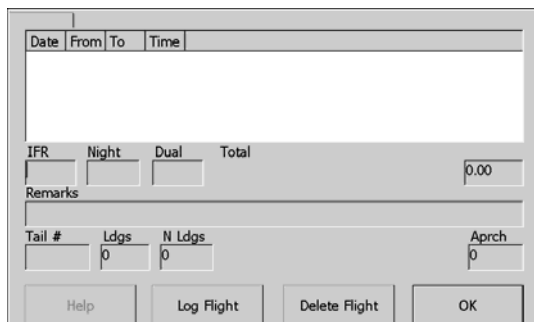 Date From To Time
IFR Night Dual Total
0.00
Remarks
Tail # Ldgs N Ldgs Aprch
0 0 0
Help Log Flight Delete Flight OK